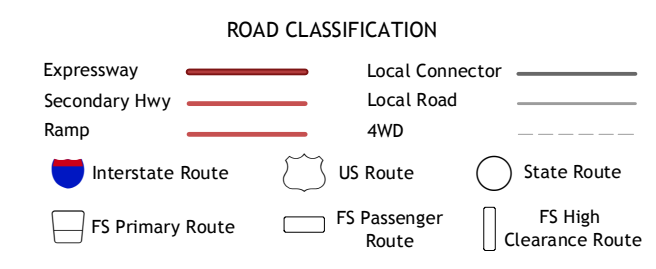 ROAD CLASSIFICATION
Expressway
Local Connector
Secondary Hwy
Local Road
Ramp
4WD
Interstate Route
US Route
State Route
FS Primary Route
FS Passenger
Route
FS High
Clearance Route